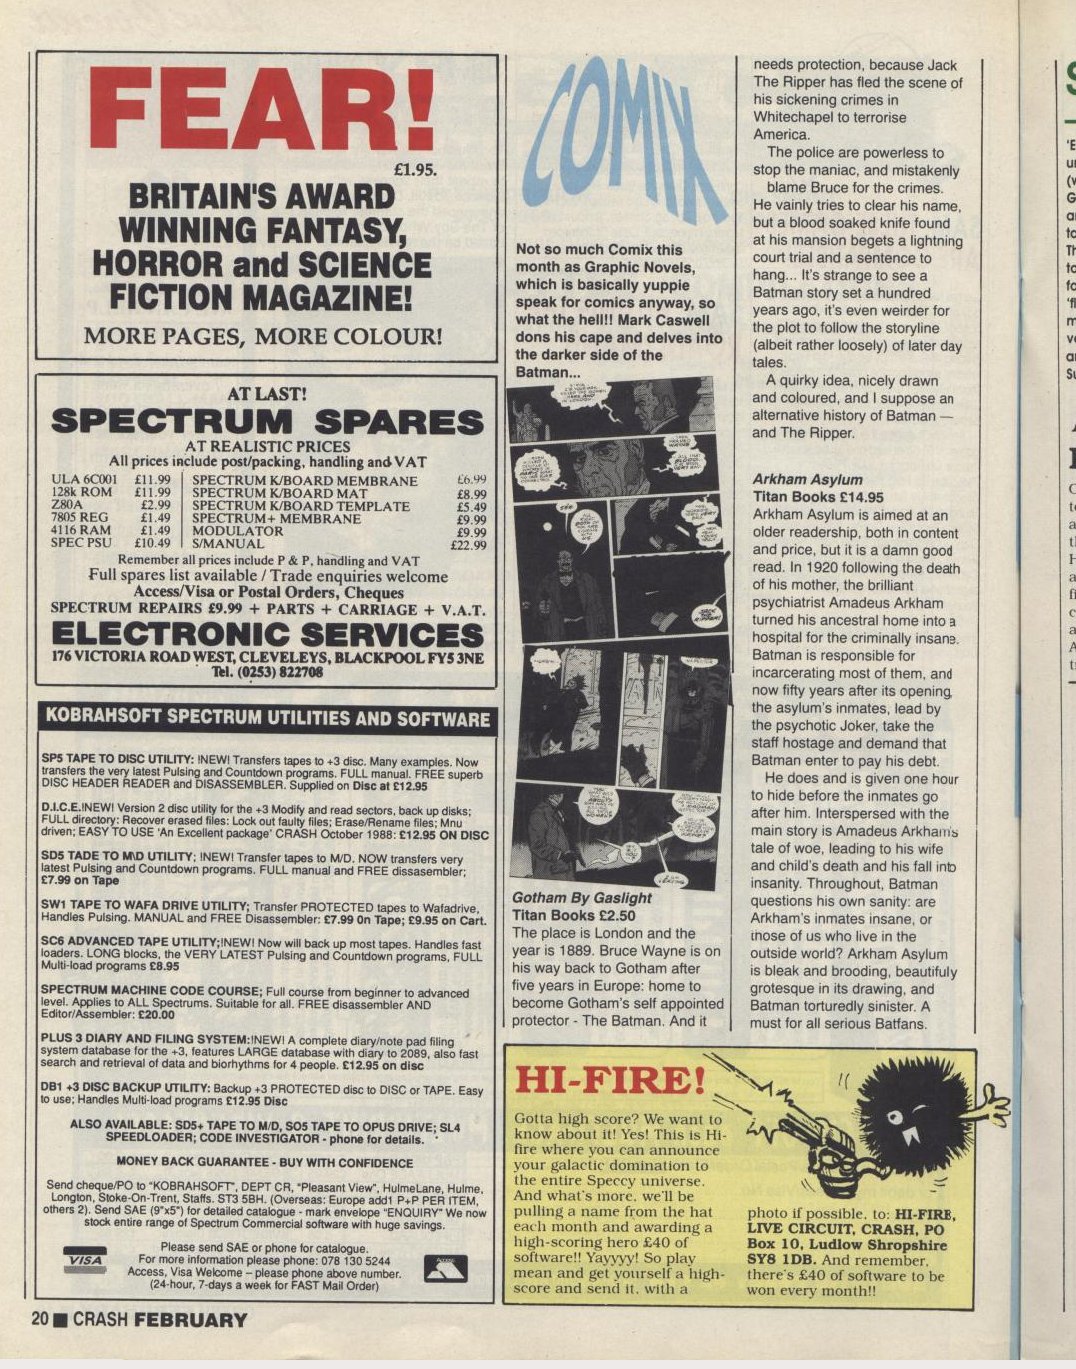 FEAR!
£1.95.
BRITAIN'S AWARD
WINNING FANTASY,
HORROR and SCIENCE
FICTION MAGAZINE!
MORE PAGES, MORE COLOUR!
AT LAST!
SPECTRUM SPARES
AT REALISTIC PRICES
All prices include post/packing, handling and VAT
ULA 6C001 £11.99 SPECTRUM K/BOARD MEMBRANE £6.99
128k ROM £11.99 SPECTRUM K/BOARD MAT £8.99
Z80A £2.99 SPECTRUM K/BOARD TEMPLATE £5.49
7805 REG £1.49 SPECTRUM+ MEMBRANE £9.99
4116 RAM £1.49 MODULATOR £9.99
SPEC PSU £10.49 S/MANUAL £22.99
Remember all prices include P & P, handling and VAT
Full spares list available / Trade enquiries welcome
Access/Visa or Postal Orders, Cheques
SPECTRUM REPAIRS £9.99 + PARTS + CARRIAGE + V.A.T.
ELECTRONIC SERVICES
176 VICTORIA ROAD WEST, CLEVELEYS, BLACKPOOL FY5 3NE
Tel. (0253) 822708
KOBRAHSOFT SPECTRUM UTILITIES AND SOFTWARE
SP5 TAPE TO DISC UTILITY: !NEW! Transfers tapes to +3 disc. Many examples. Now
transfers the very latest Pulsing and Countdown programs. FULL manual. FREE superb
DISC HEADER READER and DISASSEMBLER. Supplied on Disc at £12.95
D.I.C.E.!NEW! Version 2 disc utility for the +3 Modify and read sectors, back up disks;
FULL directory: Recover erased files: Lock out faulty files; Erase/Rename files; Mnu
driven; EASY TO USE 'An Excellent package' CRASH October 1988: £12.95 ON DISC
SD5 TADE TO M\D UTILITY; !NEW! Transfer tapes to M/D. NOW transfers very
latest Pulsing and Countdown programs. FULL manual and FREE dissasembler;
£7.99 on Tape
SW1 TAPE TO WAFA DRIVE UTILITY; Transfer PROTECTED tapes to Wafadrive,
Handles Pulsing. MANUAL and FREE Disassembler: £7.99 on Tape; £9.95 on Cart.
SC6 ADVANCED TAPE UTILITY;!NEW! Now will back up most tapes. Handles fast
loaders. LONG blocks, the VERY LATEST Pulsing and Countdown programs, FULL
Multi-load programs £8.95
SPECTRUM MACHINE CODE COURSE; Full course from beginner to advanced
level. Applies to ALL Spectrums. Suitable for all. FREE disassembler AND
Editor/Assembler: £20.00
PLUS 3 DIARY AND FILING SYSTEM:!NEW! A complete diary/note pad filing
system database for the +3, features LARGE database with diary to 2089, also fast
search and retrieval of data and biorhythms for 4 people. £12.95 on disc
DB1 +3 DISC BACKUP UTILITY: Backup +3 PROTECTED disc to DISC or TAPE. Easy
to use; Handles Multi-load programs £12.95 Disc
ALSO AVAILABLE: SD5+ TAPE TO M/D, SO5 TAPE TO OPUS DRIVE; SL4
SPEEDLOADER; CODE INVESTIGATOR - phone for details.
MONEY BACK GUARANTEE - BUY WITH CONFIDENCE
Send cheque/PO to "KOBRAHSOFT", DEPT CR, "Pleasant View", HulmeLane, Hulme,
Longton, Stoke-On-Trent, Staffs. ST3 5BH. (Overseas: Europe add1 P+P PER ITEM,
others 2). Send SAE (9"x5") for detailed catalogue - mark envelope "ENQUIRY" We now
stock entire range of Spectrum Commercial software with huge savings.
Please send SAE or phone for catalogue.
For more information please phone: 078 130 5244
Access, Visa Welcome – please phone above number.
(24-hour, 7-days a week for FAST Mail Order)
VISA
20 CRASH FEBRUARY
COMIX
Not so much Comix this
month as Graphic Novels,
which is basically yuppie
speak for comics anyway, so
what the hell!! Mark Caswell
dons his cape and delves into
the darker side of the
Batman...
Gotham By Gaslight
Titan Books £2.50
The place is London and the
year is 1889. Bruce Wayne is on
his way back to Gotham after
five years in Europe: home to
become Gotham's self appointed
protector - The Batman. And it
needs protection, because Jack
The Ripper has fled the scene of
his sickening crimes in
Whitechapel to terrorise
America.
The police are powerless to
stop the maniac, and mistakenly
blame Bruce for the crimes.
He vainly tries to clear his name,
but a blood soaked knife found
at his mansion begets a lightning
court trial and a sentence to
hang... It's strange to see a
Batman story set a hundred
years ago, it's even weirder for
the plot to follow the storyline
(albeit rather loosely) of later day
tales.
A quirky idea, nicely drawn
and coloured, and I suppose an
alternative history of Batman —
and The Ripper.
Arkham Asylum
Titan Books £14.95
Arkham Asylum is aimed at an
older readership, both in content
and price, but it is a damn good
read. In 1920 following the death
of his mother, the brilliant
psychiatrist Amadeus Arkham
turned his ancestral home into a
hospital for the criminally insane.
Batman is responsible for
incarcerating most of them, and
now fifty years after its opening,
the asylum's inmates, lead by
the psychotic Joker, take the
staff hostage and demand that
Batman enter to pay his debt.
He does and is given one hour
to hide before the inmates go
after him. Interspersed with the
main story is Amadeus Arkham's
tale of woe, leading to his wife
and child's death and his fall into
insanity. Throughout, Batman
questions his own sanity: are
Arkham's inmates insane, or
those of us who live in the
outside world? Arkham Asylum
is bleak and brooding, beautifuly
grotesque in its drawing, and
Batman torturedly sinister. A
must for all serious Batfans.
HI-FIRE!
Gotta high score? We want to
know about it! Yes! This is Hi-
fire where you can announce
your galactic domination to
the entire Speccy universe.
And what's more, we'll be
pulling a name from the hat
each month and awarding a
high-scoring hero £40 of
software!! Yayyyy! So play
mean and get yourself a high-
score and send it, with a
photo if possible, to: HI-FIRE,
LIVE CIRCUIT, CRASH, PO
Box 10, Ludlow Shropshire
SY8 1DB. And remember,
there's £40 of software to be
won every month!!